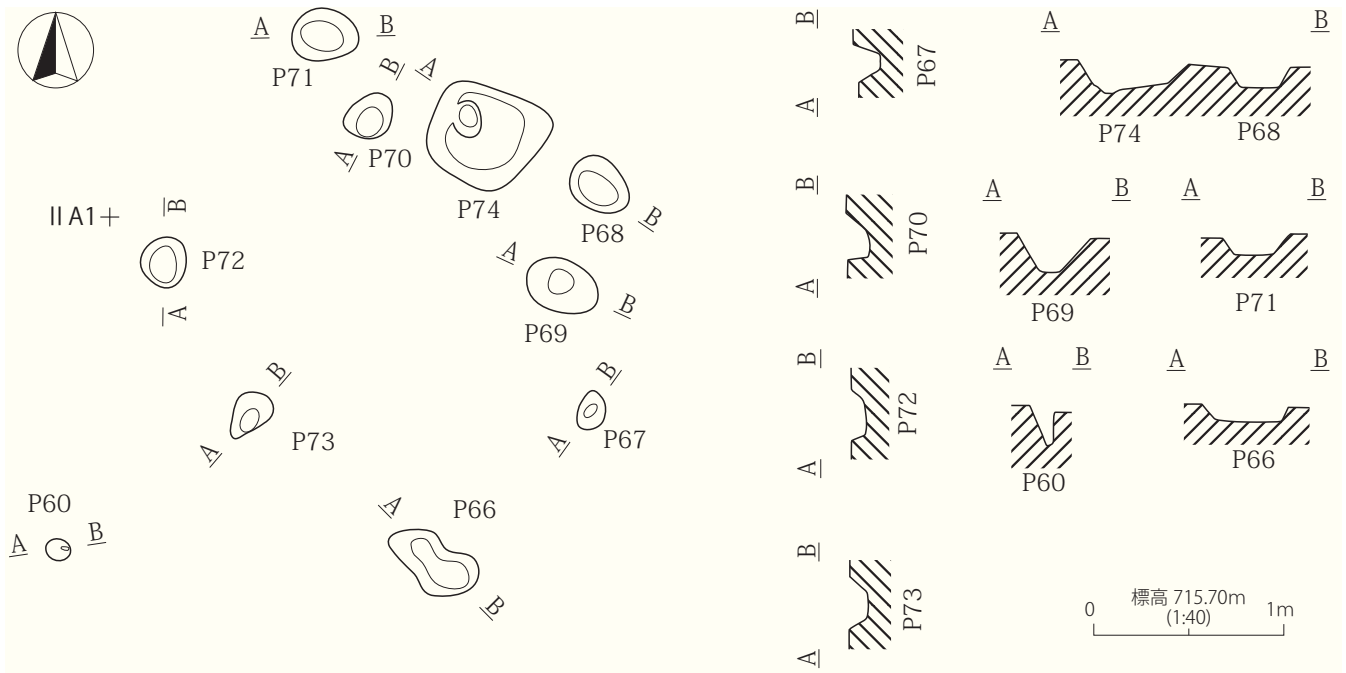 A B
P71
B A
A P70
P74
B
P68
A
B
P69
B
ⅡA1
P72
A
B
P73
A
B
A
P67
P60
A B
A
P66
B
B
P67
A
A B
P74 P68
B
P70
A
A B
P69
A B
P71
B
P72
A
A B
P60
A B
P66
B
P73
A
標高 715.70m
0 1m
(1:40)